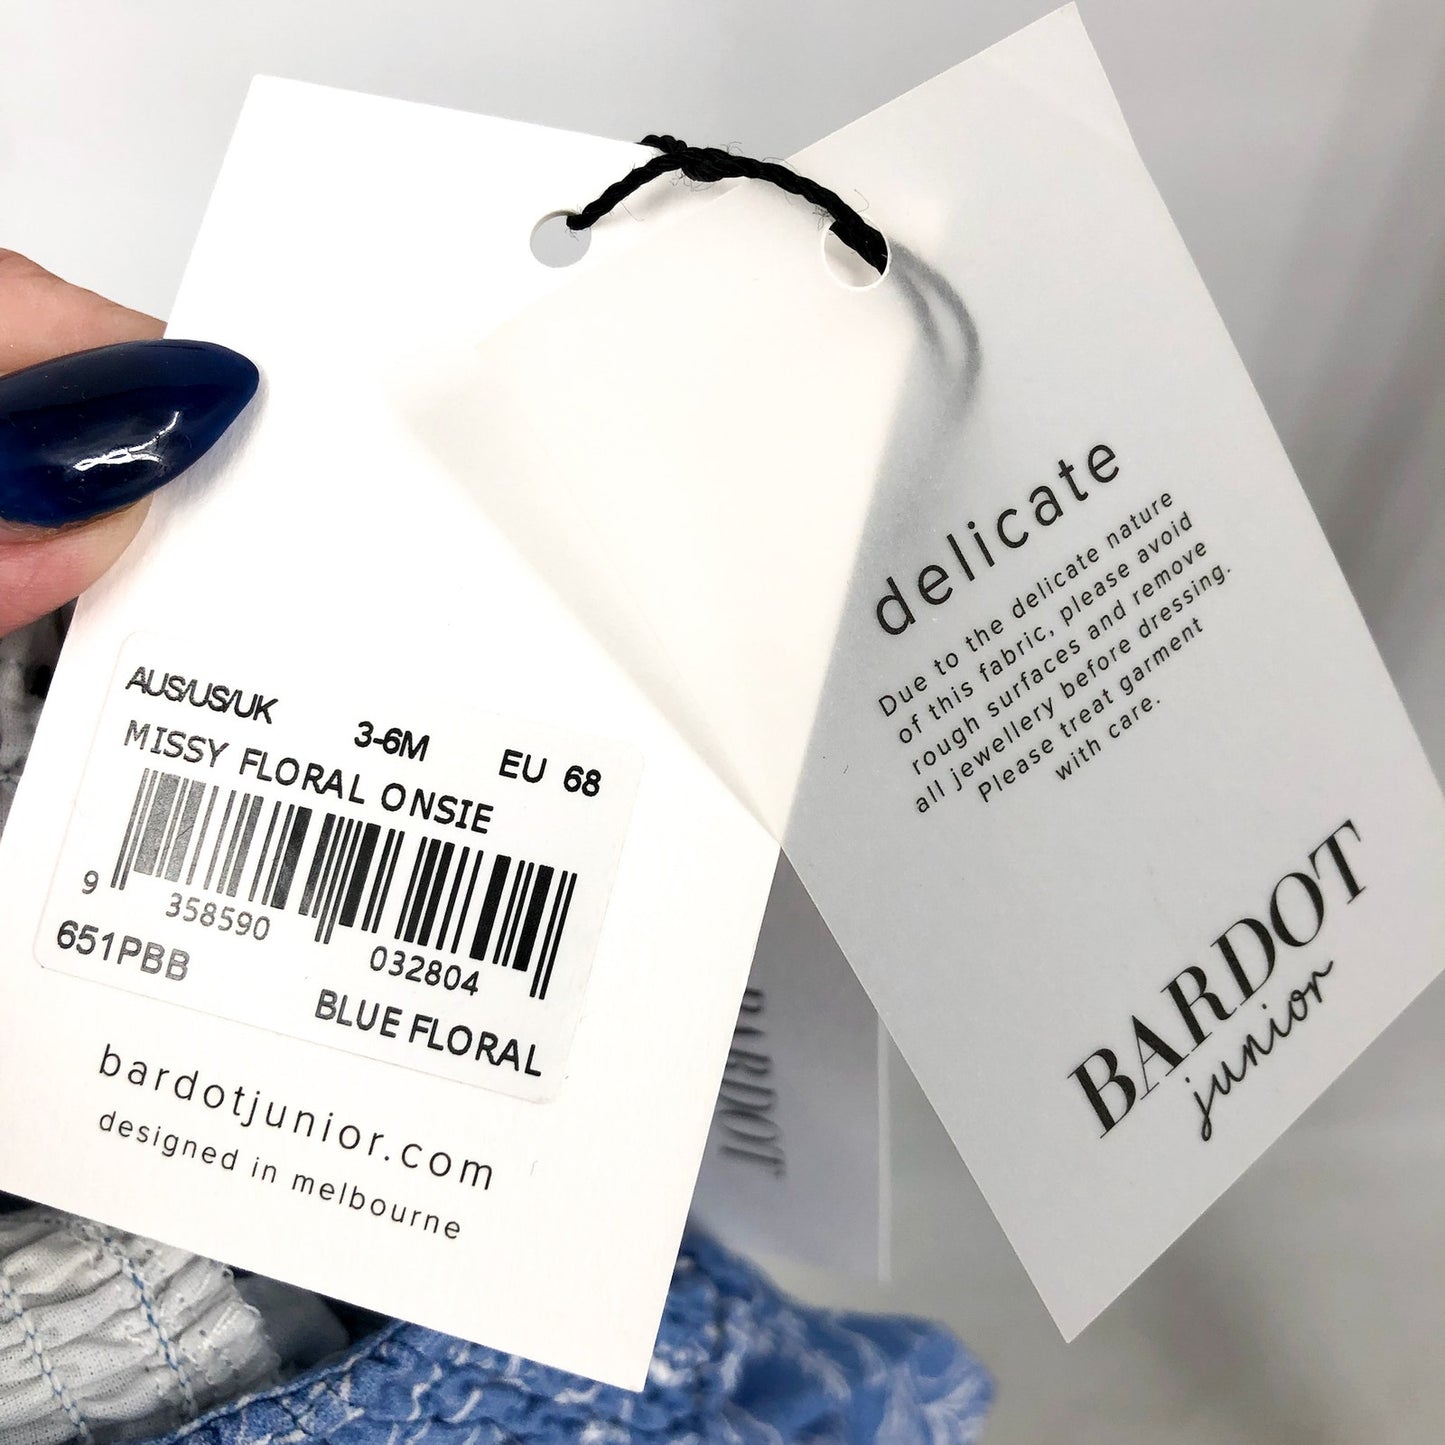 AUS/US/UK 3-6M EU 68
MISSY FLORAL ONSIE
9 358590 032804
651PBB
BLUE FLORAL
bardotjunior.com
designed in melbourne
delicate
Due to the delicate nature
of this fabric, please avoid
rough surfaces and remove
all jewellery before dressing.
Please treat garment
with care.
BARDOT
junior
BARDOT